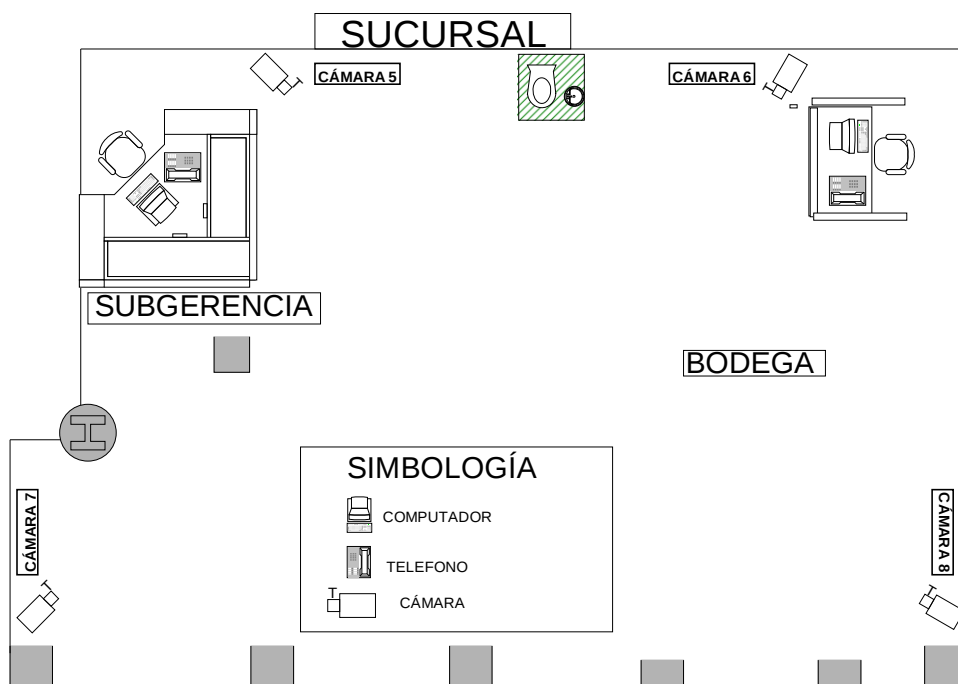 SUCURSAL
CÁMARA 5
CÁMARA 6
SUBGERENCIA
BODEGA
SIMBOLOGÍA
COMPUTADOR
TELEFONO
CÁMARA
CÁMARA 7
CÁMARA 8